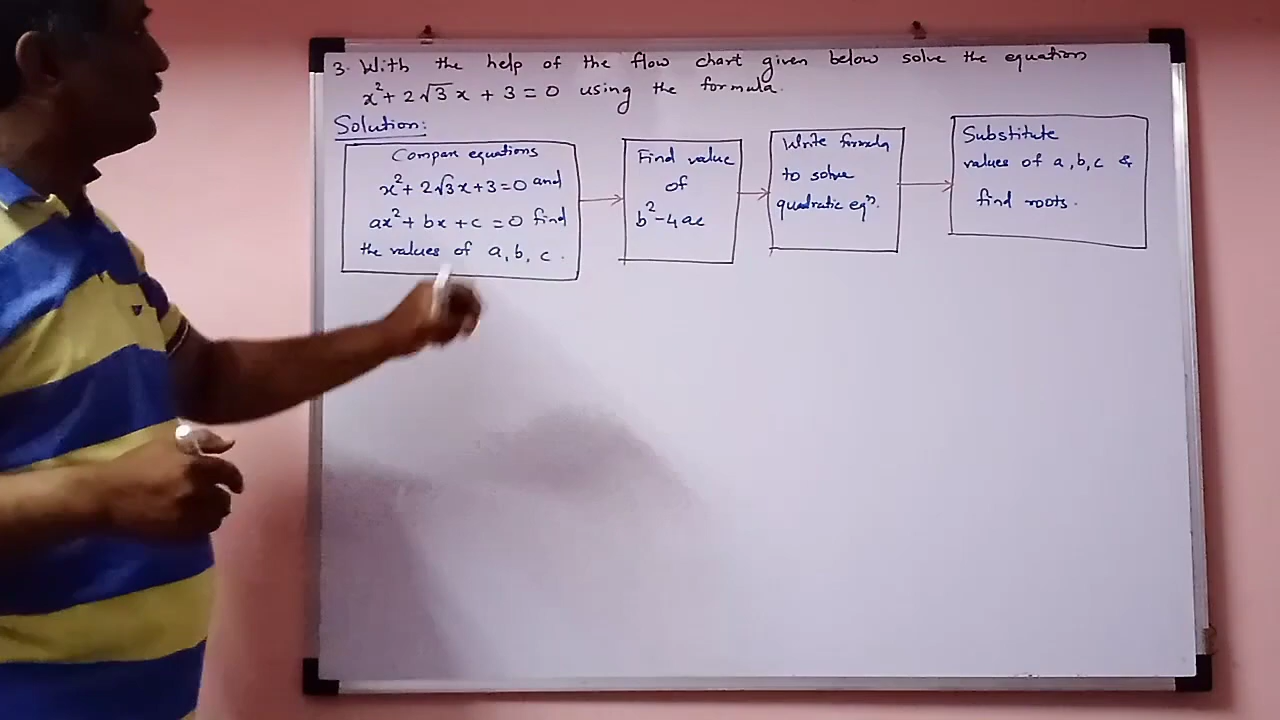 3. With the help of the flow chart given below solve the equation
x² + 2√3x + 3 = 0 using the formula.
Solution:
Compare equations
x² + 2√3x + 3 = 0 and
ax² + bx + c = 0 find
the values of a, b, c.
Find value
of
b² - 4ac
Write formula
to solve
quadratic eqⁿ.
Substitute
values of a, b, c &
find roots.